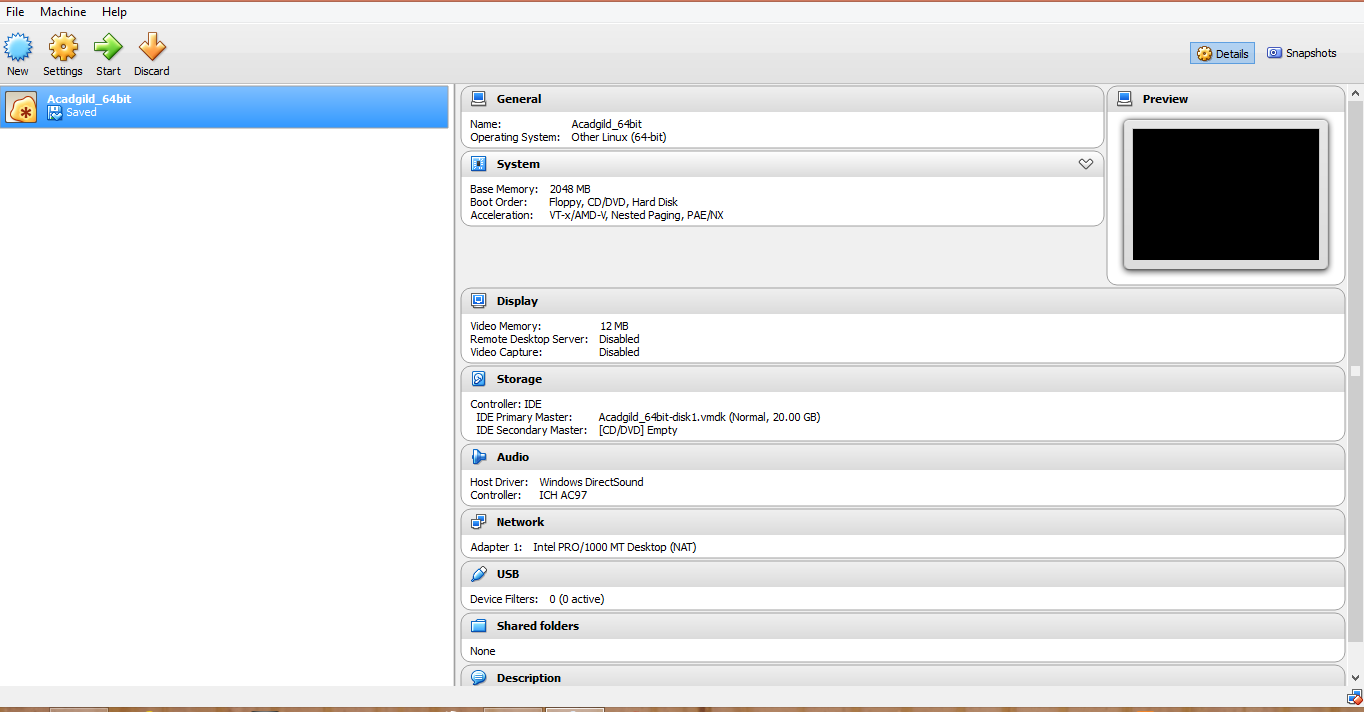 File Machine Help
New Settings Start Discard
Details Snapshots
Acadgild_64bit
Saved
General
Name: Acadgild_64bit
Operating System: Other Linux (64-bit)
System
Base Memory: 2048 MB
Boot Order: Floppy, CD/DVD, Hard Disk
Acceleration: VT-x/AMD-V, Nested Paging, PAE/NX
Preview
Display
Video Memory: 12 MB
Remote Desktop Server: Disabled
Video Capture: Disabled
Storage
Controller: IDE
IDE Primary Master: Acadgild_64bit-disk1.vmdk (Normal, 20.00 GB)
IDE Secondary Master: [CD/DVD] Empty
Audio
Host Driver: Windows DirectSound
Controller: ICH AC97
Network
Adapter 1: Intel PRO/1000 MT Desktop (NAT)
USB
Device Filters: 0 (0 active)
Shared folders
None
Description